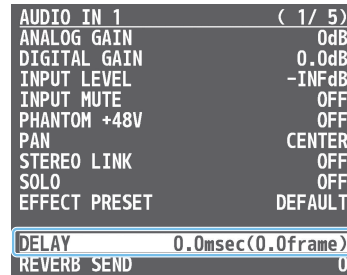 AUDIO IN 1 ( 1/ 5)
ANALOG GAIN 0dB
DIGITAL GAIN 0.0dB
INPUT LEVEL -INFdB
INPUT MUTE OFF
PHANTOM +48V OFF
PAN CENTER
STEREO LINK OFF
SOLO OFF
EFFECT PRESET DEFAULT
DELAY 0.0msec(0.0frame)
REVERB SEND 0